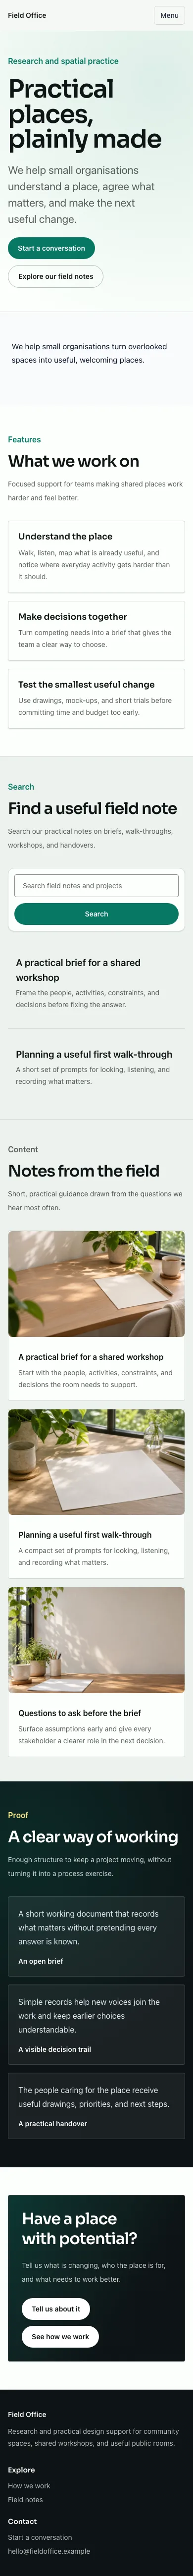 Field Office
Menu
Research and spatial practice
Practical
places,
plainly made
We help small organisations
understand a place, agree what
matters, and make the next
useful change.
Start a conversation
Explore our field notes
We help small organisations turn overlooked
spaces into useful, welcoming places.
Features
What we work on
Focused support for teams making shared places work
harder and feel better.
Understand the place
Walk, listen, map what is already useful, and
notice where everyday activity gets harder than
it should.
Make decisions together
Turn competing needs into a brief that gives the
team a clear way to choose.
Test the smallest useful change
Use drawings, mock-ups, and short trials before
committing time and budget too early.
Search
Find a useful field note
Search our practical notes on briefs, walk-throughs,
workshops, and handovers.
Search field notes and projects
Search
A practical brief for a shared
workshop
Frame the people, activities, constraints, and
decisions before fixing the answer.
Planning a useful first walk-through
A short set of prompts for looking, listening, and
recording what matters.
Content
Notes from the field
Short, practical guidance drawn from the questions we
hear most often.
A practical brief for a shared workshop
Start with the people, activities, constraints, and
decisions the room needs to support.
Planning a useful first walk-through
A compact set of prompts for looking, listening,
and recording what matters.
Questions to ask before the brief
Surface assumptions early and give every
stakeholder a clearer role in the next decision.
Proof
A clear way of working
Enough structure to keep a project moving, without
turning it into a process exercise.
A short working document that records
what matters without pretending every
answer is known.
An open brief
Simple records help new voices join the
work and keep earlier choices
understandable.
A visible decision trail
The people caring for the place receive
useful drawings, priorities, and next steps.
A practical handover
Have a place
with potential?
Tell us what is changing, who the place is for,
and what needs to work better.
Tell us about it
See how we work
Field Office
Research and practical design support for community
spaces, shared workshops, and useful public rooms.
Explore
How we work
Field notes
Contact
Start a conversation
hello@fieldoffice.example